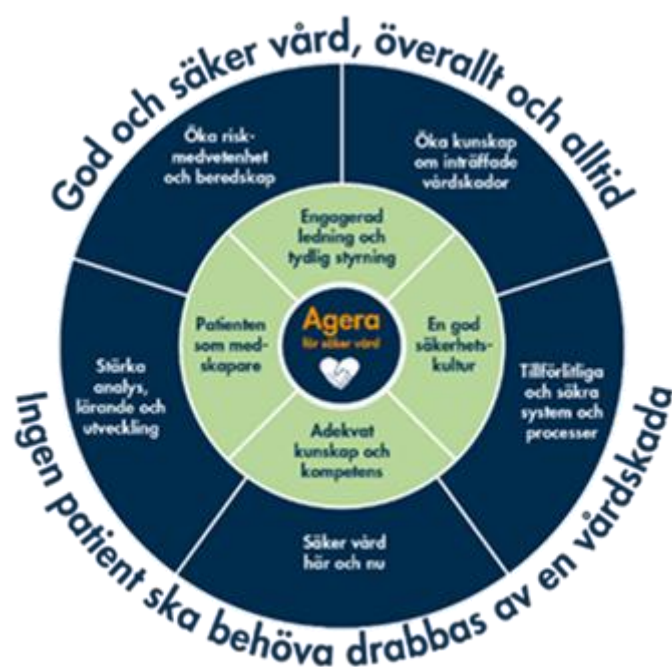 God och säker vård, överallt och alltid
Öka risk-
medvetenhet
och beredskap
Öka kunskap
om inträffade
vårdskador
Engagerad
ledning och
tydlig styrning
Patienten
som med-
skapare
Agera
för säker vård
En god
säkerhets-
kultur
Stärka
analys,
lärande och
utveckling
Tillförlitliga
och säkra
system och
processer
Adekvat
kunskap och
kompetens
Säker vård
här och nu
Ingen patient ska behöva drabbas av en vårdskada